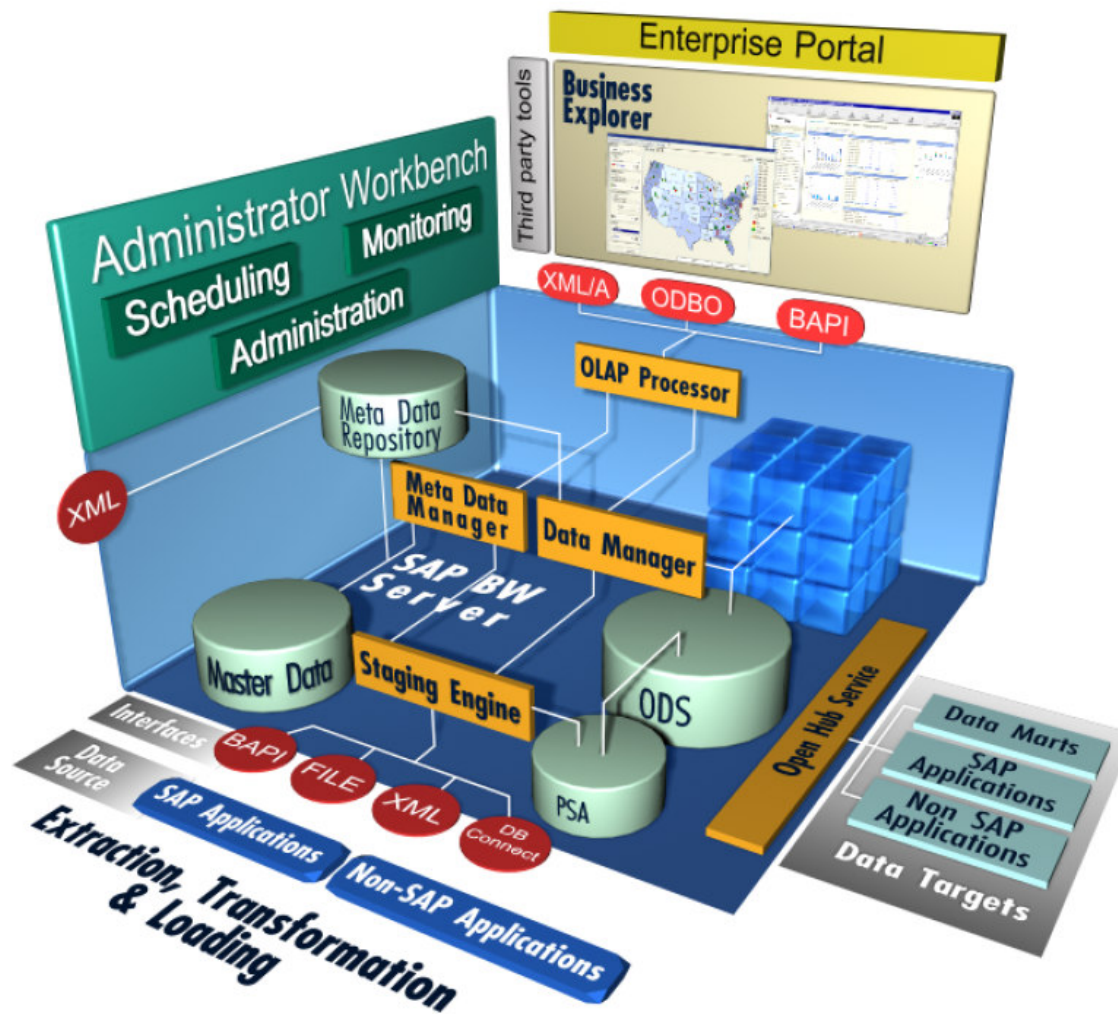 Enterprise Portal
Third party tools
Business
Explorer
Administrator Workbench
Monitoring
Scheduling
Administration
XML/A
ODBO
BAPI
OLAP Processor
Meta Data
Repository
XML
Meta Data
Manager
Data Manager
SAP BW
Server
Master Data
Staging Engine
ODS
PSA
Open Hub Service
Interfaces
BAPI
FILE
XML
DB
Connect
Data
Source
SAP Applications
Non-SAP Applications
Extraction, Transformation
& Loading
Data Marts
SAP
Applications
Non SAP
Applications
Data Targets